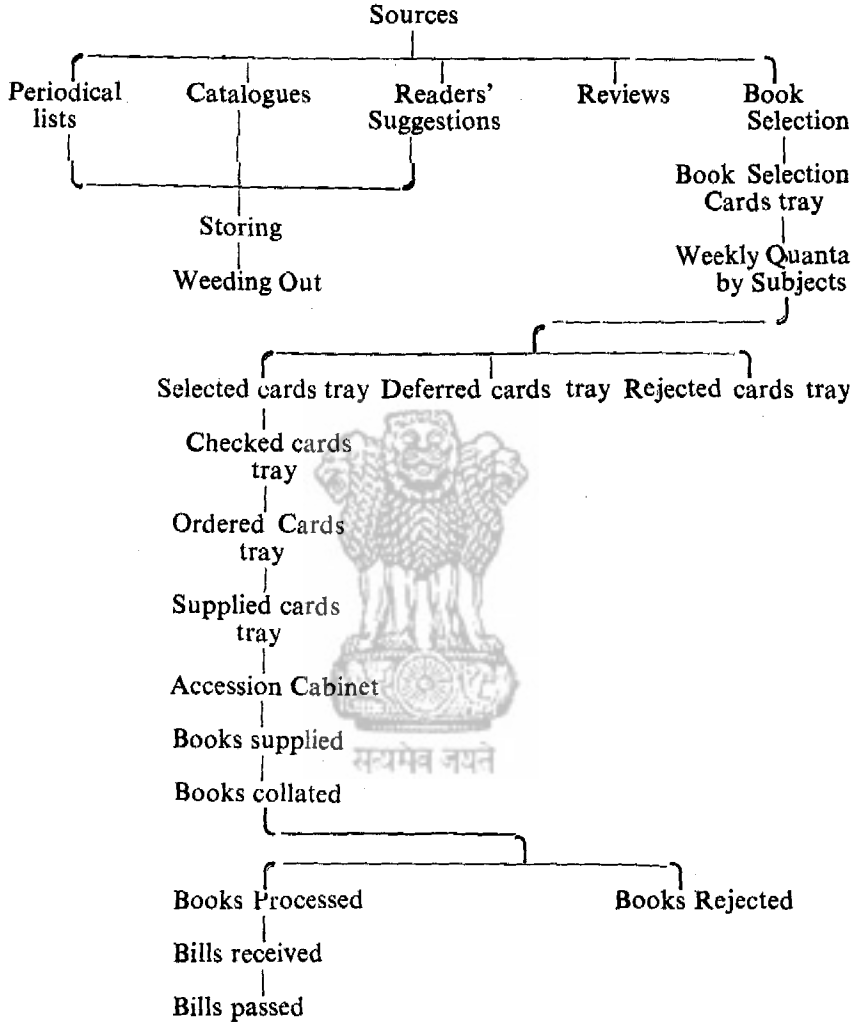 Sources
Periodical lists
Catalogues
Readers' Suggestions
Reviews
Book Selection
Book Selection Cards tray
Weekly Quanta by Subjects
Storing
Weeding Out
Selected cards tray
Deferred cards tray
Rejected cards tray
Checked cards tray
Ordered Cards tray
Supplied cards tray
Accession Cabinet
Books supplied
सत्यमेव जयते
Books collated
Books Processed
Books Rejected
Bills received
Bills passed